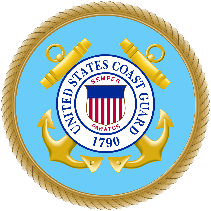 UNITED STATES COAST GUARD
SEMPER
PARATUS
1790